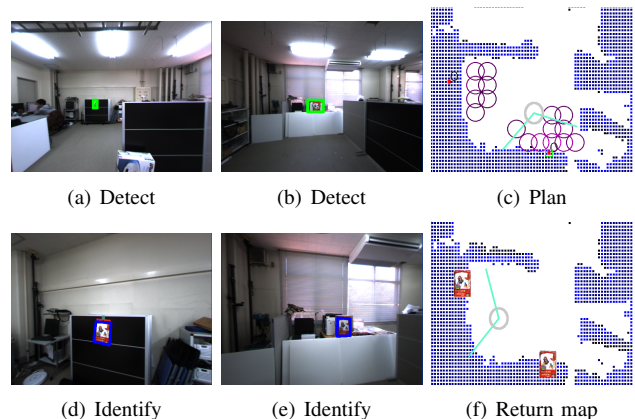 (a) Detect
(b) Detect
(c) Plan
(d) Identify
(e) Identify
(f) Return map